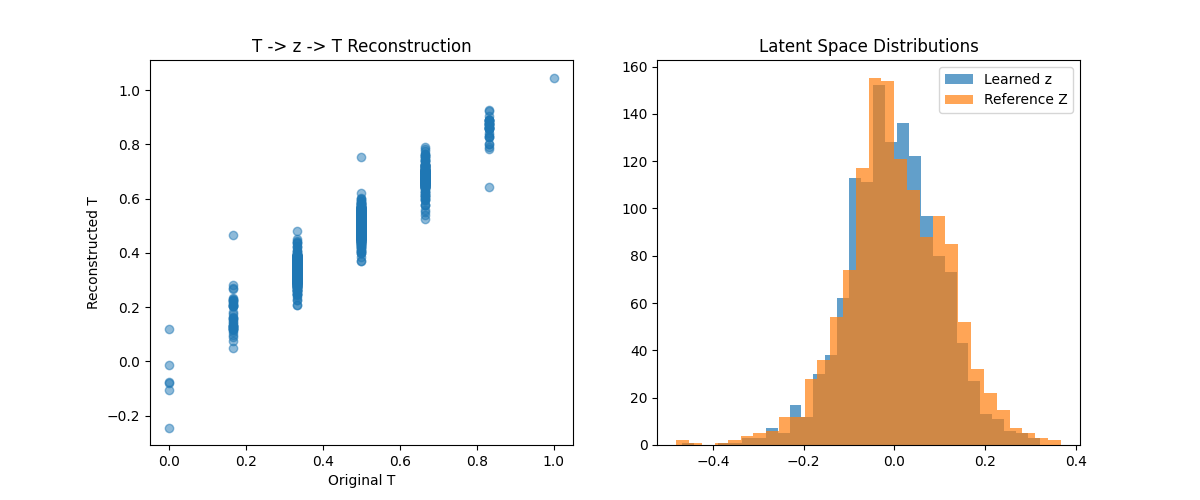 T -> z -> T Reconstruction
Reconstructed T
1.0
0.8
0.6
0.4
0.2
0.0
−0.2
0.0 0.2 0.4 0.6 0.8 1.0
Original T
Latent Space Distributions
Learned z
Reference Z
160
140
120
100
80
60
40
20
0
−0.4 −0.2 0.0 0.2 0.4